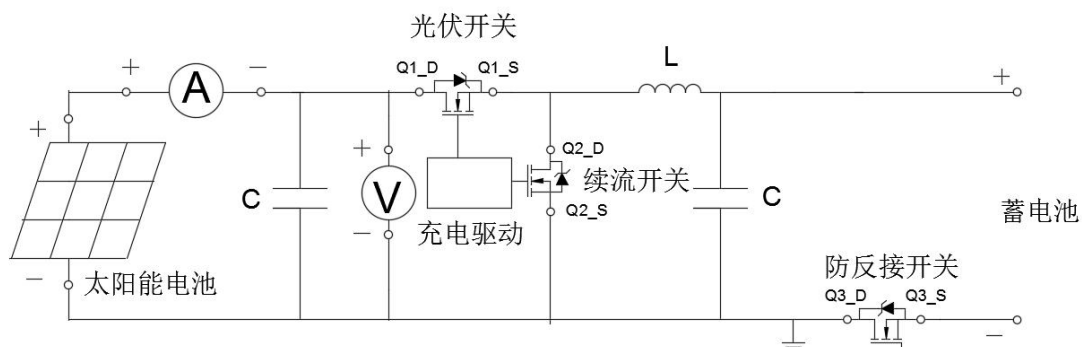 光伏开关
L
+
A
−
Q1_D
Q1_S
+
+
C
+
V
−
充电驱动
Q2_D
续流开关
Q2_S
C
蓄电池
−
太阳能电池
防反接开关
Q3_D
Q3_S
−